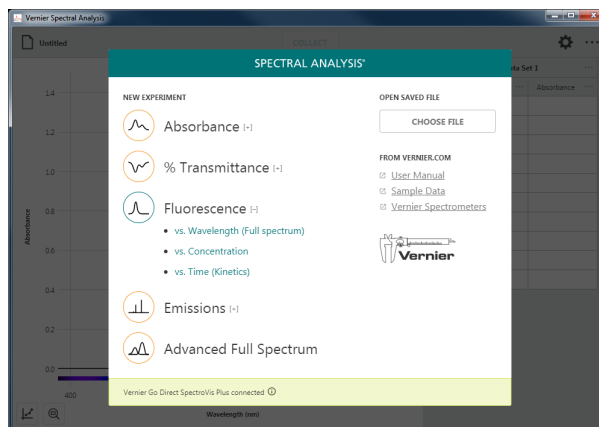 Vernier Spectral Analysis
Untitled
COLLECT
SPECTRAL ANALYSIS®
Data Set 1
Absorbance
NEW EXPERIMENT
Absorbance [+]
% Transmittance [+]
Fluorescence [–]
• vs. Wavelength (Full spectrum)
• vs. Concentration
• vs. Time (Kinetics)
Emissions [+]
Advanced Full Spectrum
OPEN SAVED FILE
CHOOSE FILE
FROM VERNIER.COM
User Manual
Sample Data
Vernier Spectrometers
Vernier
Vernier Go Direct SpectroVis Plus connected
1.4
1.2
1.0
0.8
0.6
0.4
0.2
0.0
Absorbance
400
Wavelength (nm)